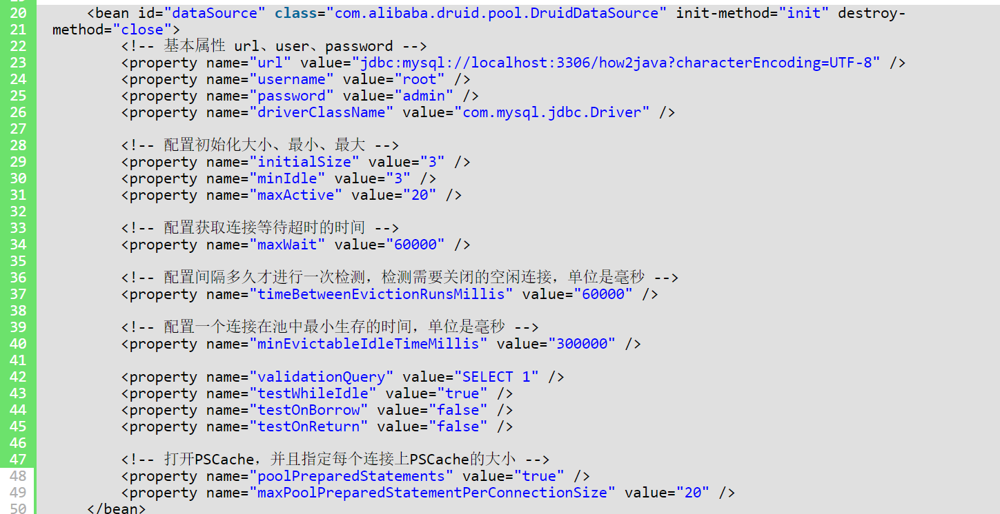 20 <bean id="dataSource" class="com.alibaba.druid.pool.DruidDataSource" init-method="init" destroy-
21 method="close">
22 <!-- 基本属性 url、user、password -->
23 <property name="url" value="jdbc:mysql://localhost:3306/how2java?characterEncoding=UTF-8" />
24 <property name="username" value="root" />
25 <property name="password" value="admin" />
26 <property name="driverClassName" value="com.mysql.jdbc.Driver" />
27
28 <!-- 配置初始化大小、最小、最大 -->
29 <property name="initialSize" value="3" />
30 <property name="minIdle" value="3" />
31 <property name="maxActive" value="20" />
32
33 <!-- 配置获取连接等待超时的时间 -->
34 <property name="maxWait" value="60000" />
35
36 <!-- 配置间隔多久才进行一次检测，检测需要关闭的空闲连接，单位是毫秒 -->
37 <property name="timeBetweenEvictionRunsMillis" value="60000" />
38
39 <!-- 配置一个连接在池中最小生存的时间，单位是毫秒 -->
40 <property name="minEvictableIdleTimeMillis" value="300000" />
41
42 <property name="validationQuery" value="SELECT 1" />
43 <property name="testWhileIdle" value="true" />
44 <property name="testOnBorrow" value="false" />
45 <property name="testOnReturn" value="false" />
46
47 <!-- 打开PSCache，并且指定每个连接上PSCache的大小 -->
48 <property name="poolPreparedStatements" value="true" />
49 <property name="maxPoolPreparedStatementPerConnectionSize" value="20" />
50 </bean>